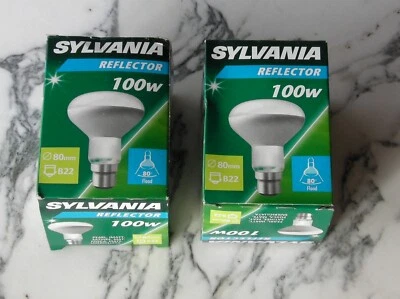 SYLVANIA
REFLECTOR
100w
80mm
B22
80
Flood
SYLVANIA
REFLECTOR
100w
SYLVANIA
REFLECTOR
100w
80mm
B22
80
Flood
100w
REFLECTOR
SYLVANIA